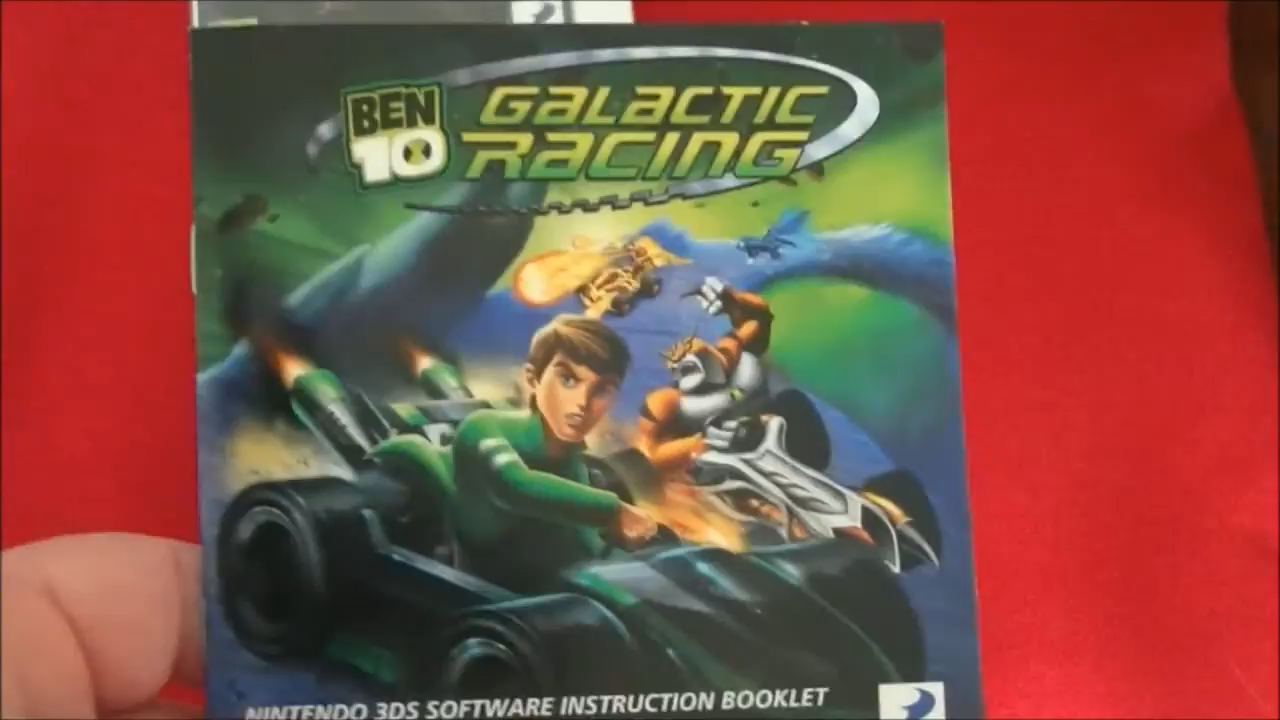 BEN
10
GALACTIC
RACING
NINTENDO 3DS SOFTWARE INSTRUCTION BOOKLET